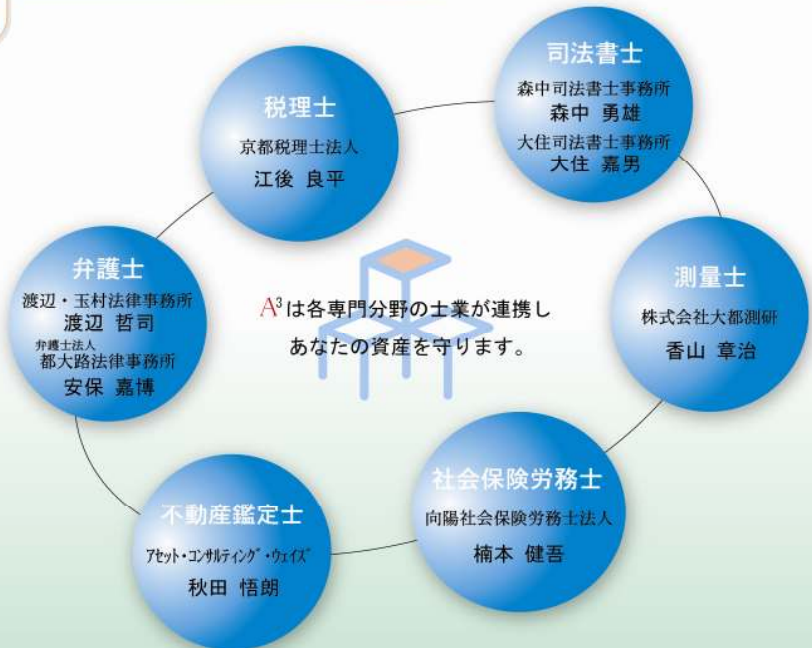 税理士
京都税理士法人
江後 良平
司法書士
森中司法書士事務所
森中 勇雄
大住司法書士事務所
大住 嘉男
弁護士
渡辺・玉村法律事務所
渡辺 哲司
弁護士法人
都大路法律事務所
安保 嘉博
A³は各専門分野の士業が連携し
あなたの資産を守ります。
測量士
株式会社大都測研
香山 章治
不動産鑑定士
アセット・コンサルティング・ウェイズ
秋田 悟朗
社会保険労務士
向陽社会保険労務士法人
楠本 健吾